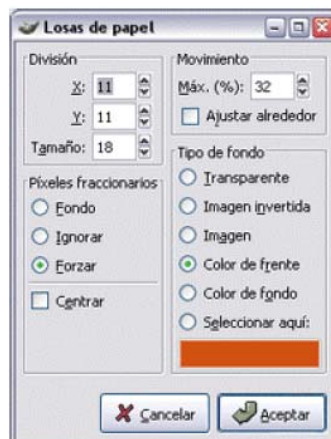 Losas de papel
División
X: 11
Y: 11
Tamaño: 18
Píxeles fraccionarios
Fondo
Ignorar
Forzar
Centrar
Movimiento
Máx. (%): 32
Ajustar alrededor
Tipo de fondo
Transparente
Imagen invertida
Imagen
Color de frente
Color de fondo
Seleccionar aquí:
Cancelar
Aceptar